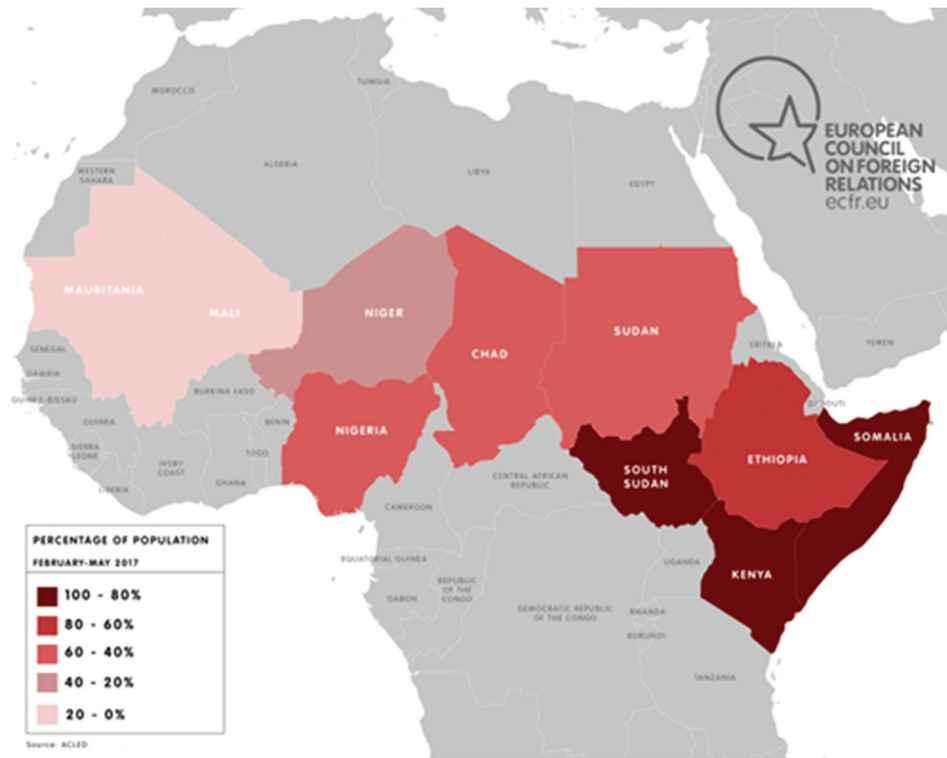 EUROPEAN
COUNCIL
ON FOREIGN
RELATIONS
ecfr.eu
MOROCCO
TUNISIA
ALGERIA
LIBYA
EGYPT
WESTERN
SAHARA
MAURITANIA
MALI
NIGER
CHAD
SUDAN
ERITREA
YEMEN
SENEGAL
GAMBIA
GUINEA-BISSAU
GUINEA
SIERRA
LEONE
LIBERIA
IVORY
COAST
BURKINA FASO
GHANA
TOGO
BENIN
NIGERIA
CAMEROON
CENTRAL AFRICAN
REPUBLIC
SOUTH
SUDAN
ETHIOPIA
DJIBOUTI
SOMALIA
EQUATORIAL GUINEA
GABON
REPUBLIC
OF THE
CONGO
DEMOCRATIC REPUBLIC
OF THE CONGO
UGANDA
KENYA
RWANDA
BURUNDI
TANZANIA
PERCENTAGE OF POPULATION
FEBRUARY-MAY 2017
100 - 80%
80 - 60%
60 - 40%
40 - 20%
20 - 0%
Source: ACLED